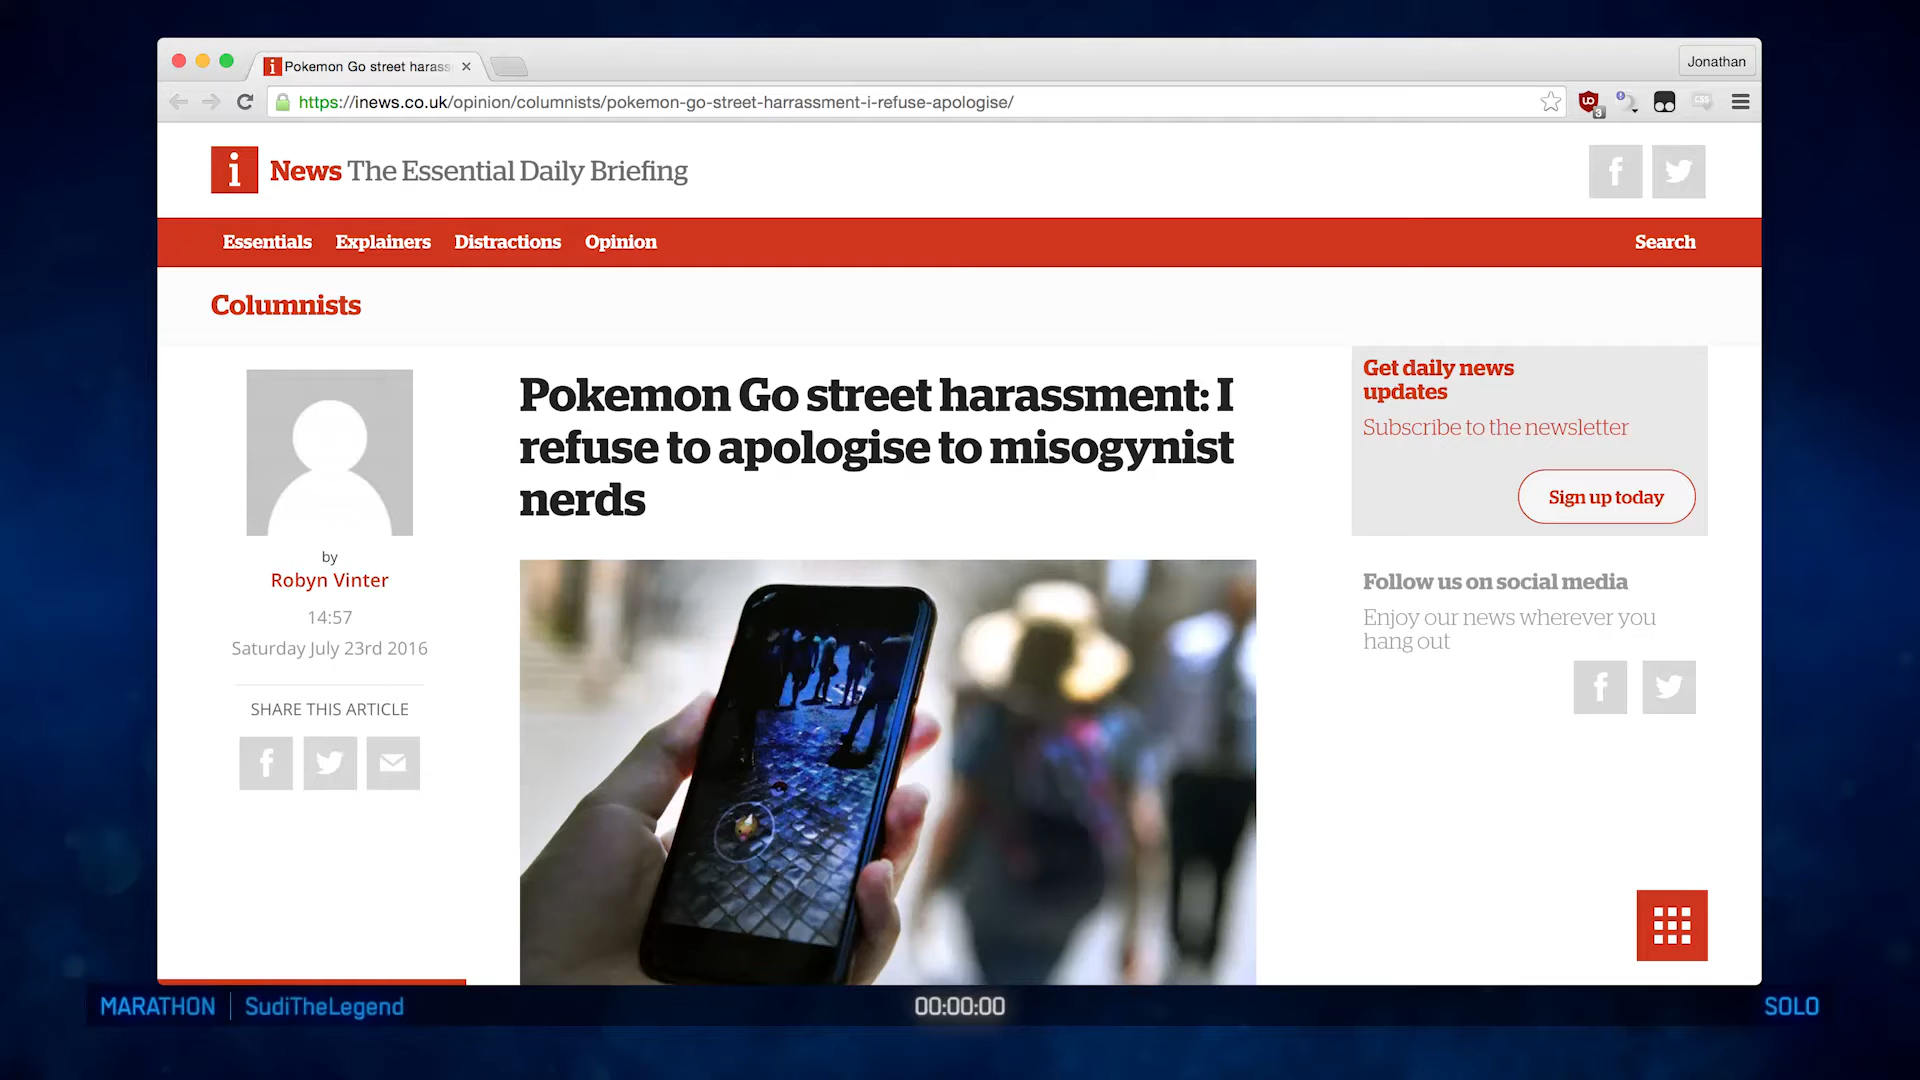 Pokemon Go street harass
Jonathan
https://inews.co.uk/opinion/columnists/pokemon-go-street-harrassment-i-refuse-apologise/
3
i News The Essential Daily Briefing
Essentials Explainers Distractions Opinion Search
Columnists
by
Robyn Vinter
14:57
Saturday July 23rd 2016
SHARE THIS ARTICLE
Pokemon Go street harassment: I
refuse to apologise to misogynist
nerds
Get daily news
updates
Subscribe to the newsletter
Sign up today
Follow us on social media
Enjoy our news wherever you
hang out
MARATHON SudiTheLegend 00:00:00 SOLO